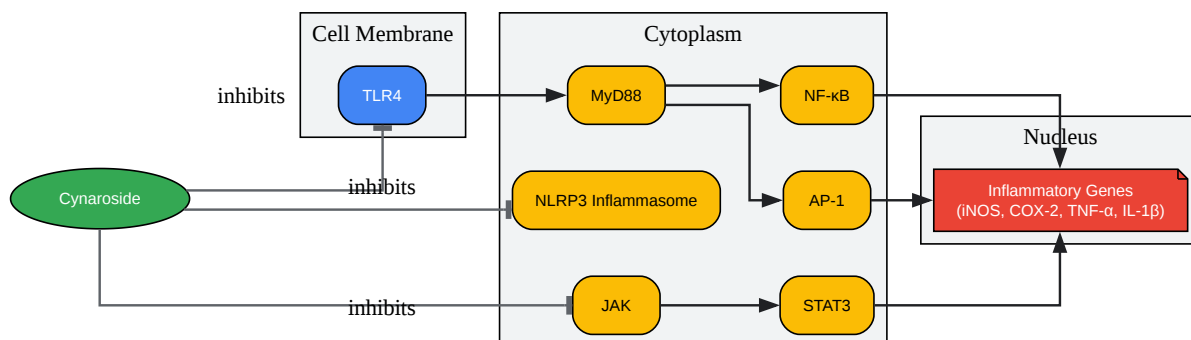 Cell Membrane
Cytoplasm
inhibits
TLR4
MyD88
NF-κB
Nucleus
Cynaroside
inhibits
NLRP3 Inflammasome
AP-1
Inflammatory Genes
(iNOS, COX-2, TNF-α, IL-1β)
inhibits
JAK
STAT3